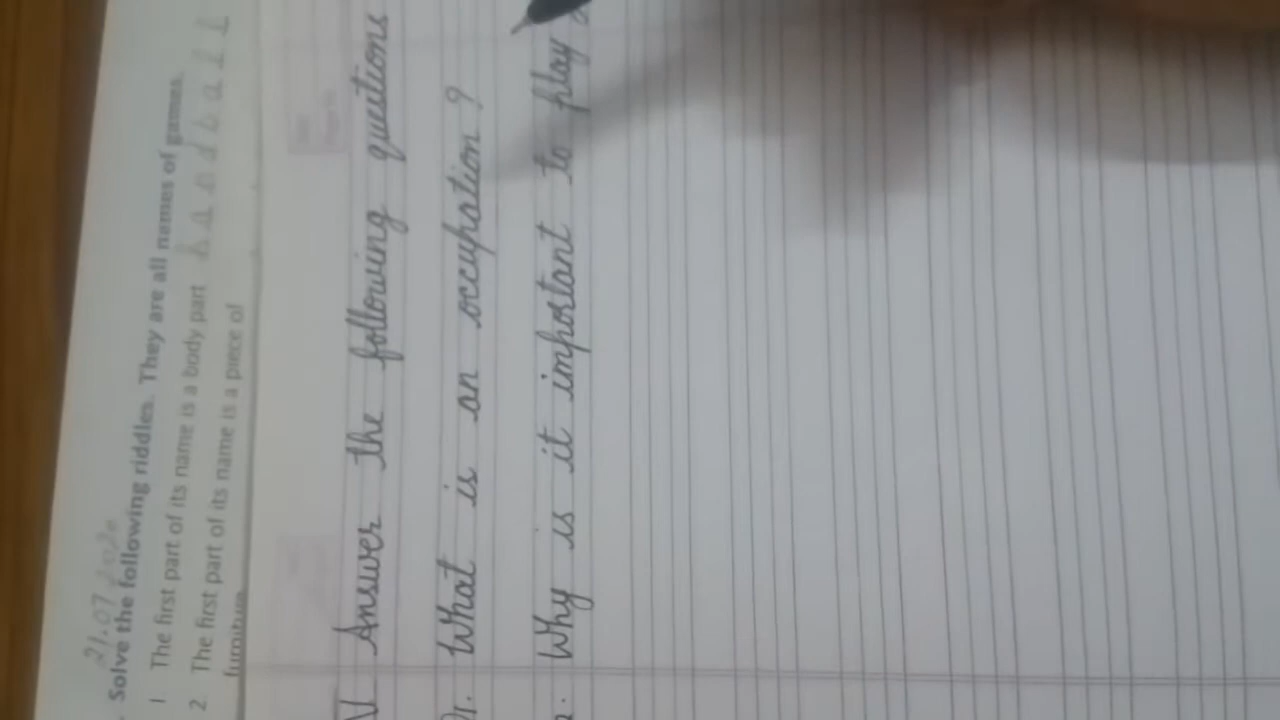 21.07.2020
Solve the following riddles. They are all names of games.
1 The first part of its name is a body part handball
2 The first part of its name is a piece of
furniture
Answer the following questions
1. What is an occupation?
Why is it important to play